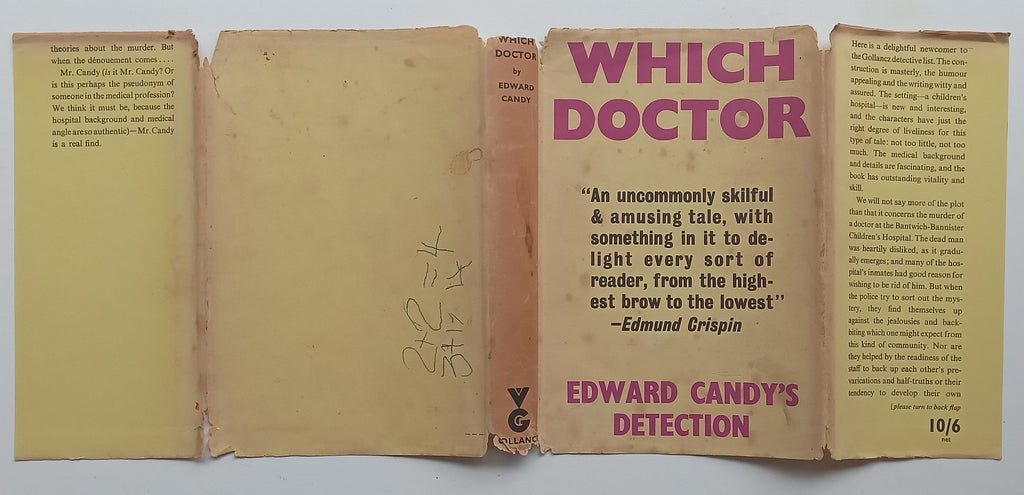 theories about the murder. But
when the dénouement comes....
Mr. Candy (is it Mr. Candy? Or
is this perhaps the pseudonym of
someone in the medical profession?
We think it must be, because the
hospital background and medical
angle are so authentic)—Mr. Candy
is a real find.
2+2 = 4
WHICH
DOCTOR
by
EDWARD
CANDY
VG
GOLLANC
WHICH
DOCTOR
"An uncommonly skilful
& amusing tale, with
something in it to de-
light every sort of
reader, from the high-
est brow to the lowest"
—Edmund Crispin
EDWARD CANDY'S
DETECTION
Here is a delightful newcomer to
the Gollancz detective list. The con-
struction is masterly, the humour
appealing and the writing witty and
assured. The setting—a children's
hospital—is new and interesting,
and the characters have just the
right degree of liveliness for this
type of tale: not too little, not too
much. The medical background
and details are fascinating, and the
book has outstanding vitality and
skill.
We will not say more of the plot
than that it concerns the murder of
a doctor at the Bantwich-Bannister
Children's Hospital. The dead man
was heartily disliked, as it gradu-
ally emerges; and many of the hos-
pital's inmates had good reason for
wishing to be rid of him. But when
the police try to sort out the mys-
tery, they find themselves up
against the jealousies and back-
biting which one might expect from
this kind of community. Nor are
they helped by the readiness of the
staff to back up each other's pre-
varications and half-truths or their
tendency to develop their own
[please turn to back flap
10/6
net